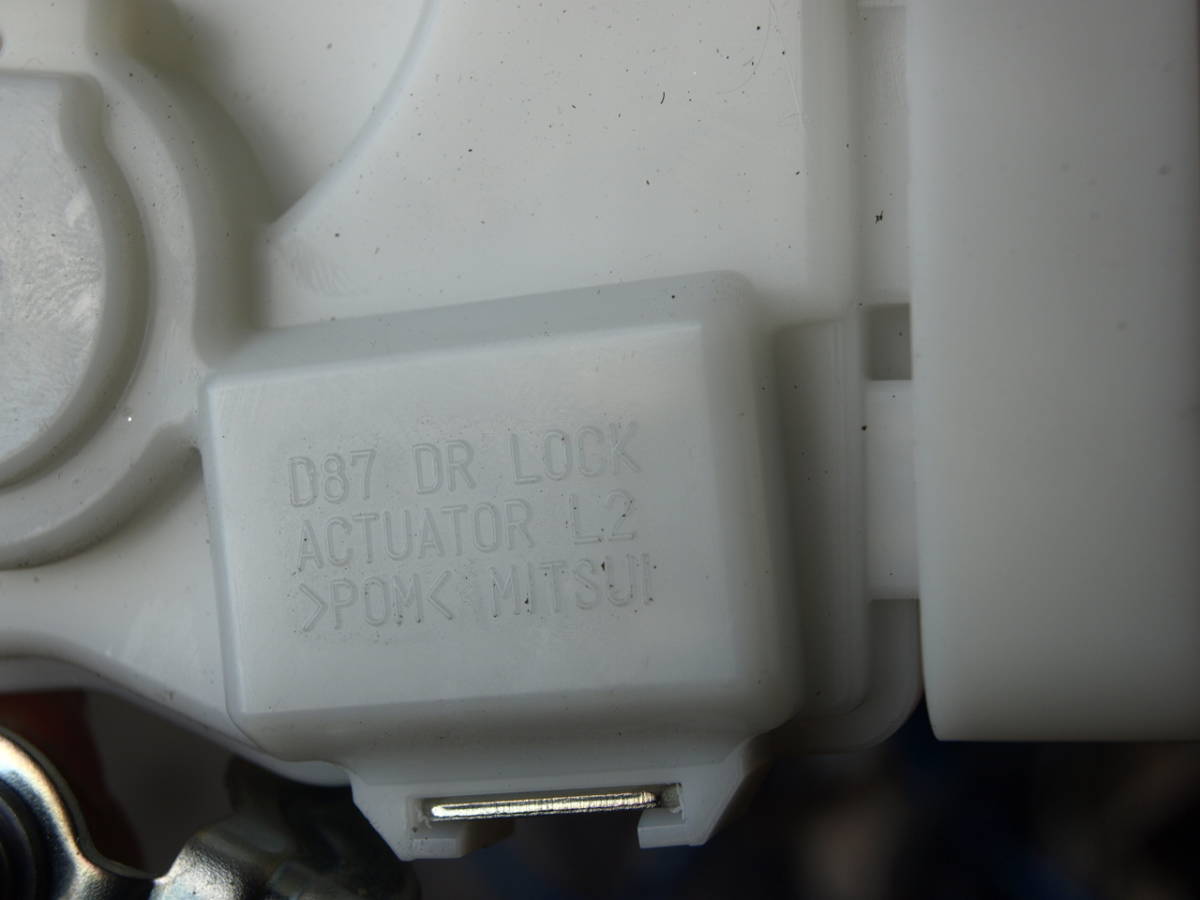 D87 DR LOCK
ACTUATOR L2
>POM< MITSUI